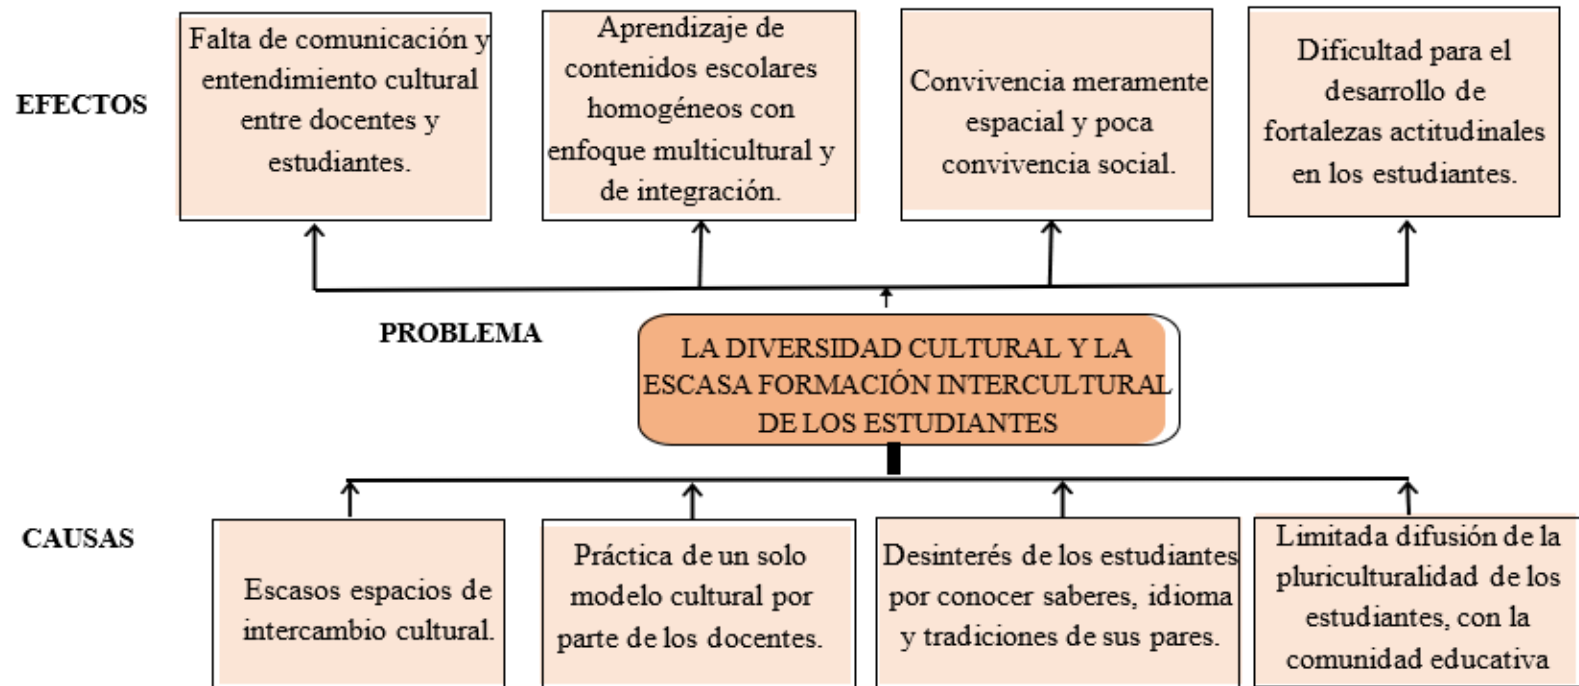 EFECTOS
Falta de comunicación y
entendimiento cultural
entre docentes y
estudiantes.
Aprendizaje de
contenidos escolares
homogéneos con
enfoque multicultural y
de integración.
Convivencia meramente
espacial y poca
convivencia social.
Dificultad para el
desarrollo de
fortalezas actitudinales
en los estudiantes.
PROBLEMA
LA DIVERSIDAD CULTURAL Y LA
ESCASA FORMACIÓN INTERCULTURAL
DE LOS ESTUDIANTES
CAUSAS
Escasos espacios de
intercambio cultural.
Práctica de un solo
modelo cultural por
parte de los docentes.
Desinterés de los estudiantes
por conocer saberes, idioma
y tradiciones de sus pares.
Limitada difusión de la
pluriculturalidad de los
estudiantes, con la
comunidad educativa